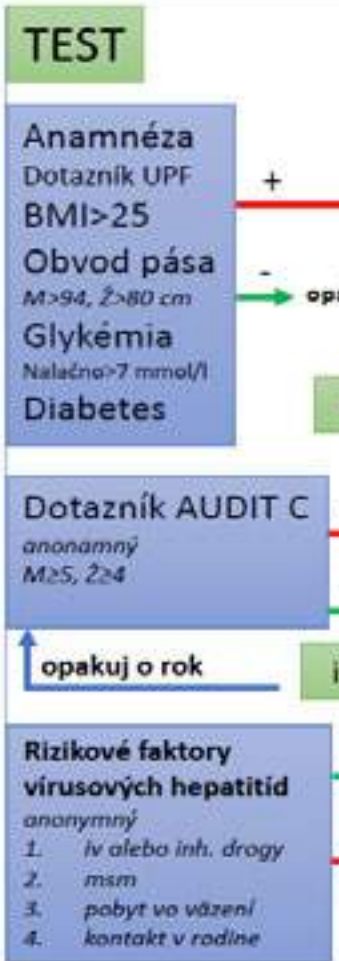 TEST
Anamnéza
Dotazník UPF
BMI>25
Obvod pása
M>94, Ž>80 cm
Glykémia
Nalačno>7 mmol/l
Diabetes
+
-
Dotazník AUDIT C
anonamný
M≥5, Ž≥4
opakuj o rok
Rizikové faktory
vírusových hepatitíd
anonymný
1. iv alebo inh. drogy
2. msm
3. pobyt vo väzení
4. kontakt v rodine